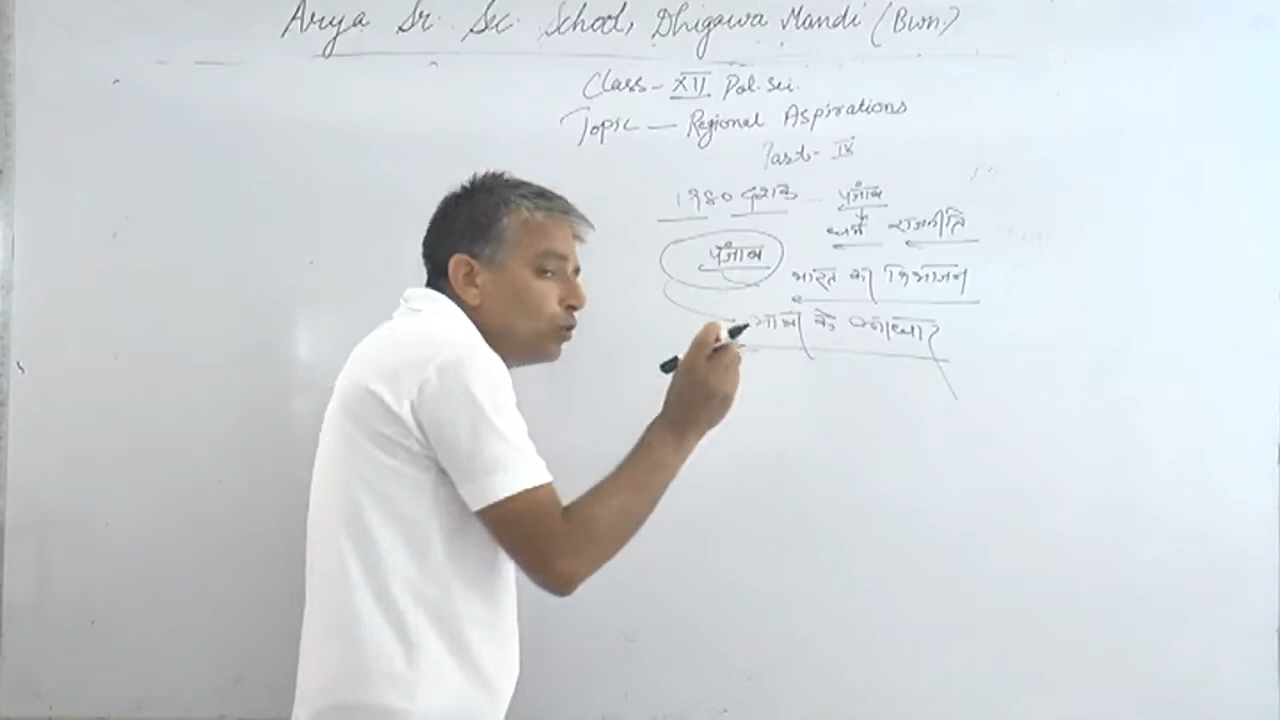 Arya Sr. Sec. School, Dhigawa Mandi (Bwn.)
Class - XII Pol. Sci.
Topic - Regional Aspirations
Part - IX
1980 दशक - पंजाब
धर्म राजनीति
पंजाब
भारत का विभाजन
भाषा के आधार